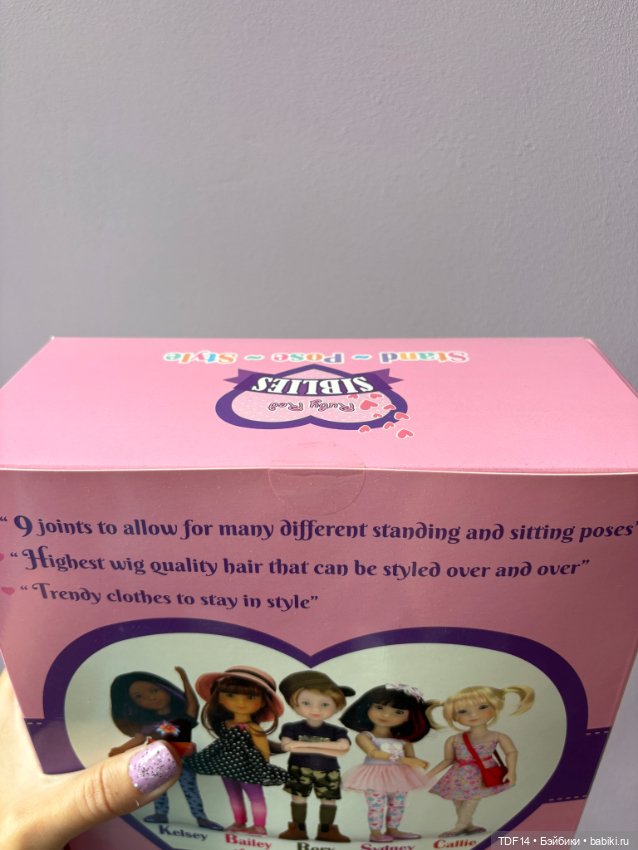 Stand ~ Pose ~ Style
SIBLIES
Ruby Red
“ 9 joints to allow for many different standing and sitting poses”
“ Highest wig quality hair that can be styled over and over”
“ Trendy clothes to stay in style”
Kelsey Bailey Rory Sydney Callie
TDF14 • Бэйбики • babiki.ru